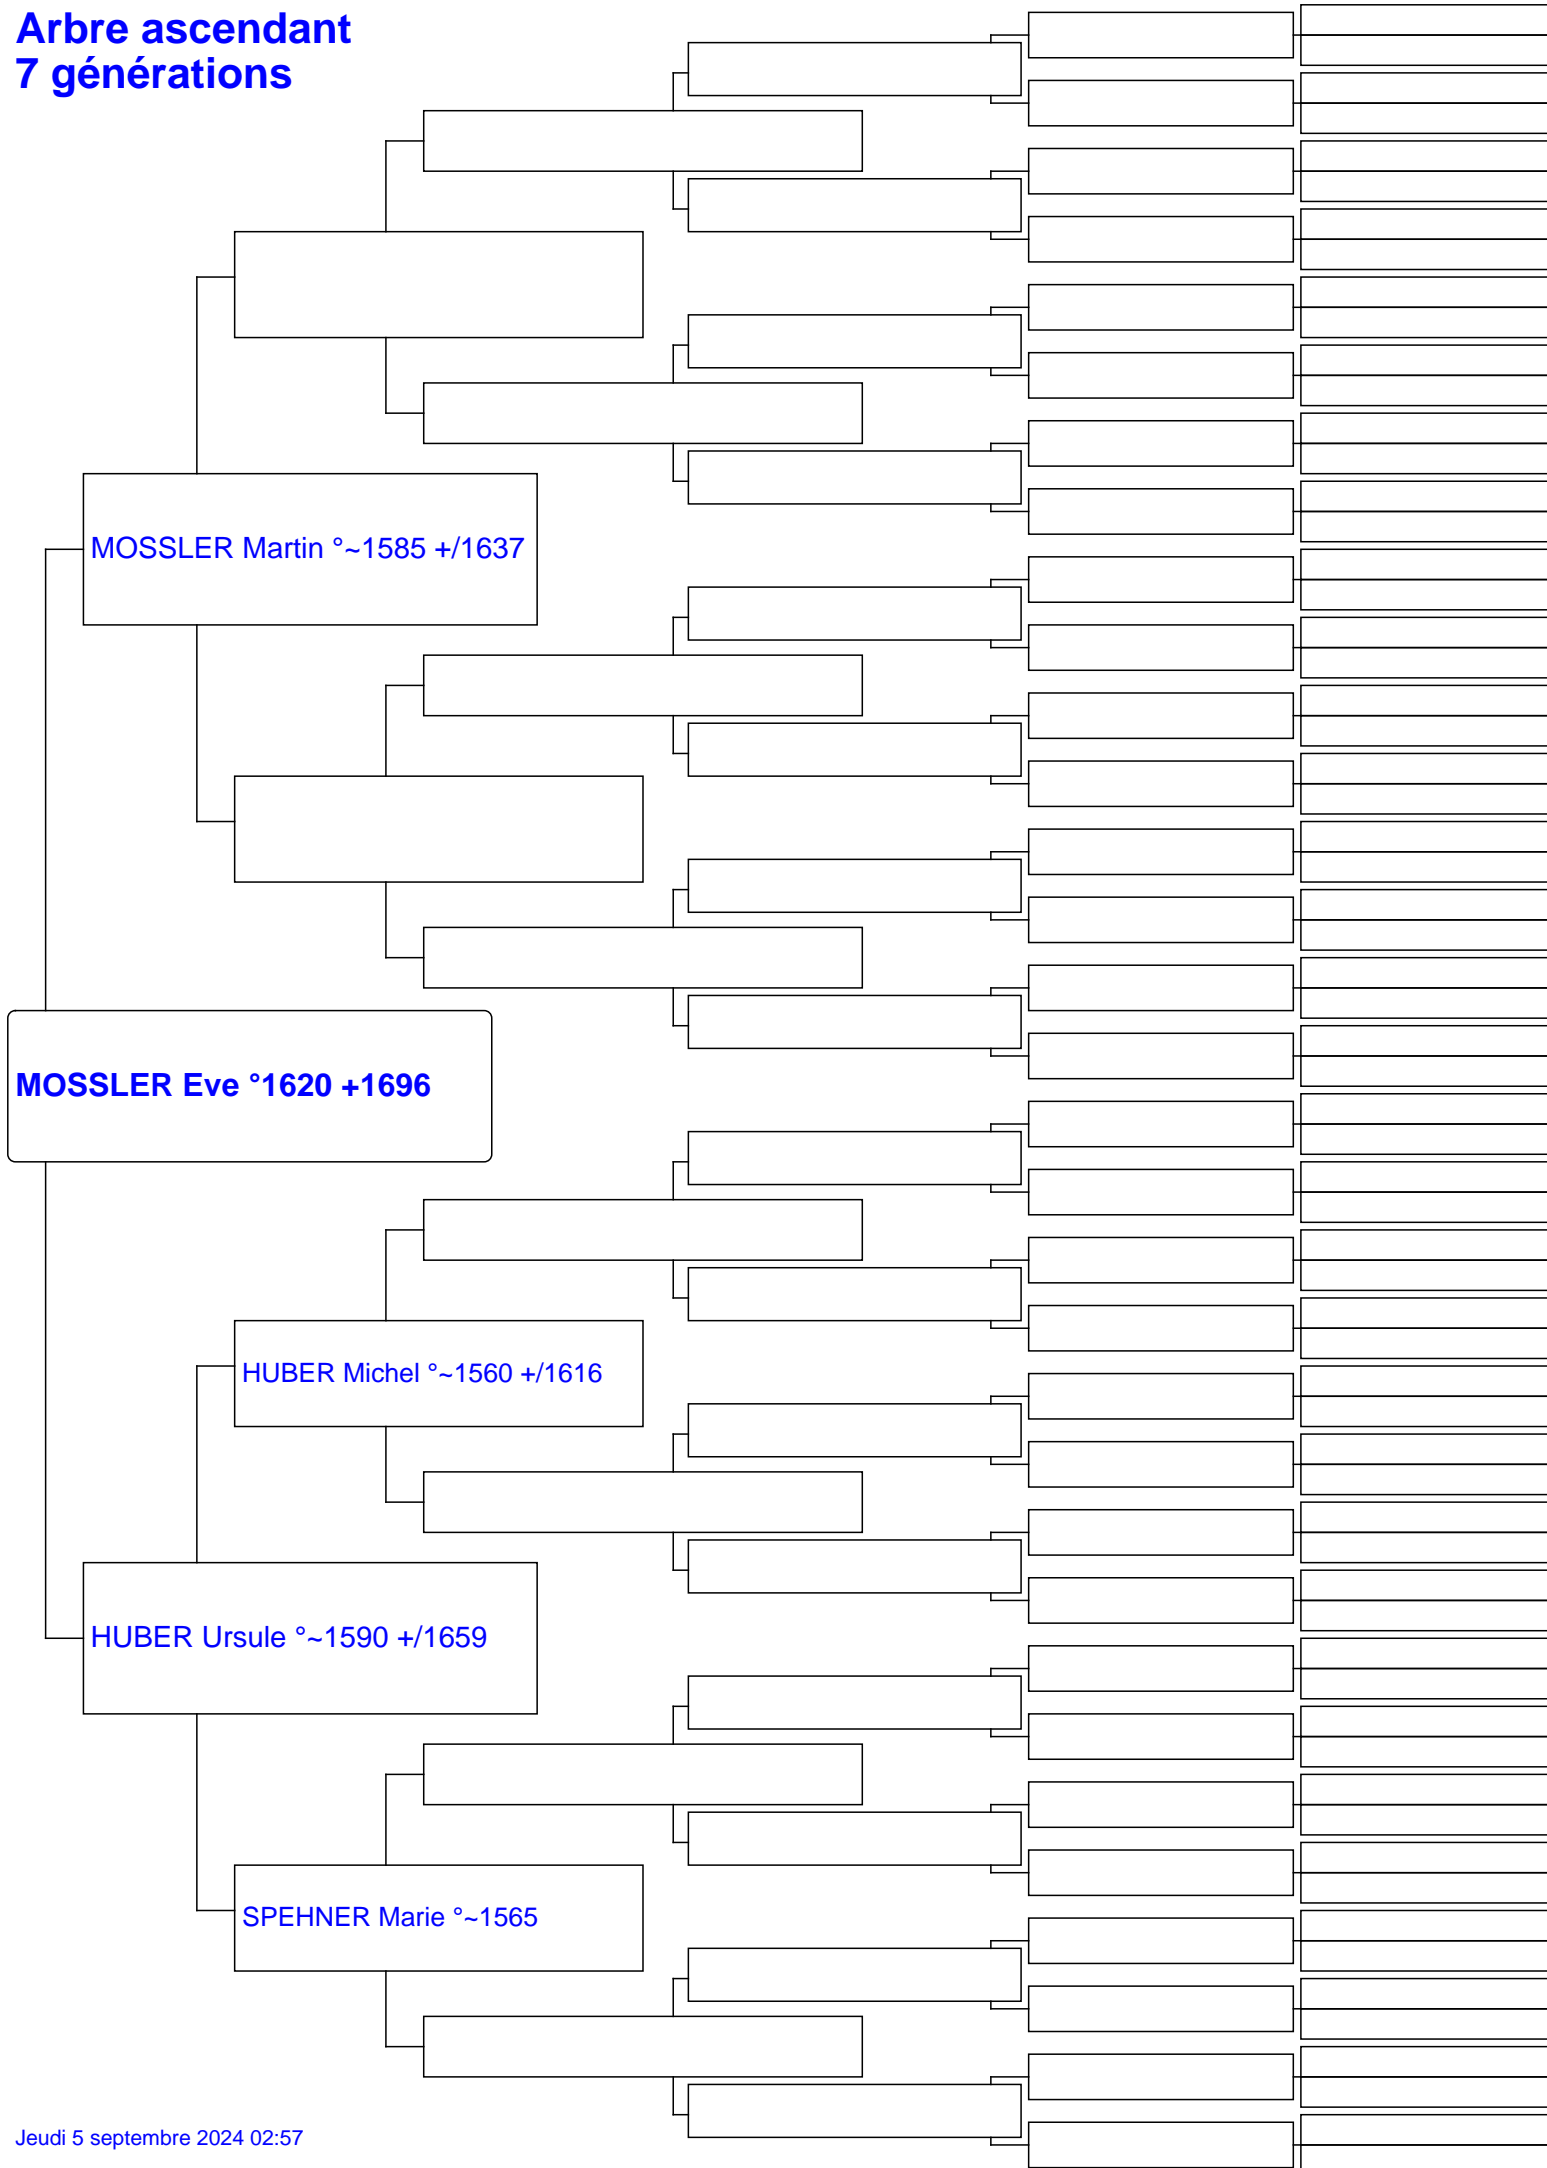 Arbre ascendant
7 générations
MOSSLER Martin °~1585 +/1637
MOSSLER Eve °1620 +1696
HUBER Michel °~1560 +/1616
HUBER Ursule °~1590 +/1659
SPEHNER Marie °~1565
Jeudi 5 septembre 2024 02:57